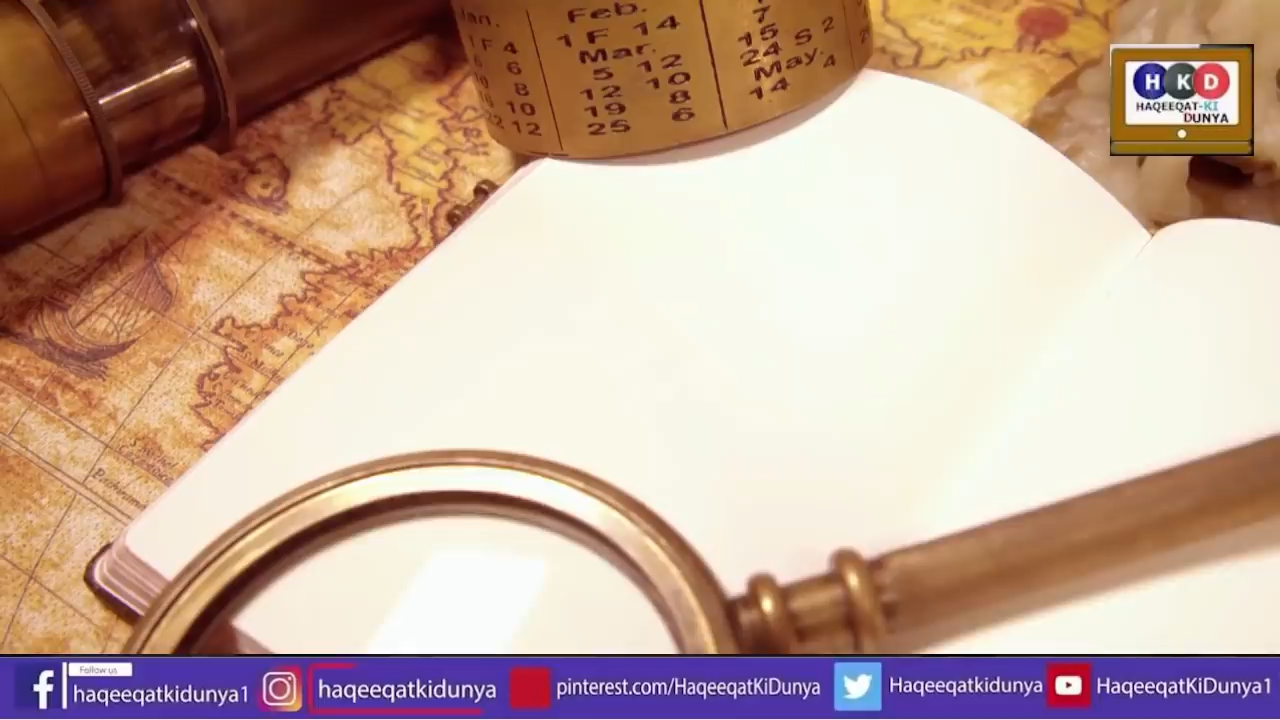 Jan.
F 4
6
8
10
12 12
Feb.
1 F 14
Mar.
5 12
12 10
19 8
25 6
7
15
24 S 2
May.
14 4
HKD
HAQEEQAT-KI
DUNYA
Follow us
haqeeqatkidunya1
haqeeqatkidunya
pinterest.com/HaqeeqatKiDunya
Haqeeqatkidunya
HaqeeqatKiDunya1